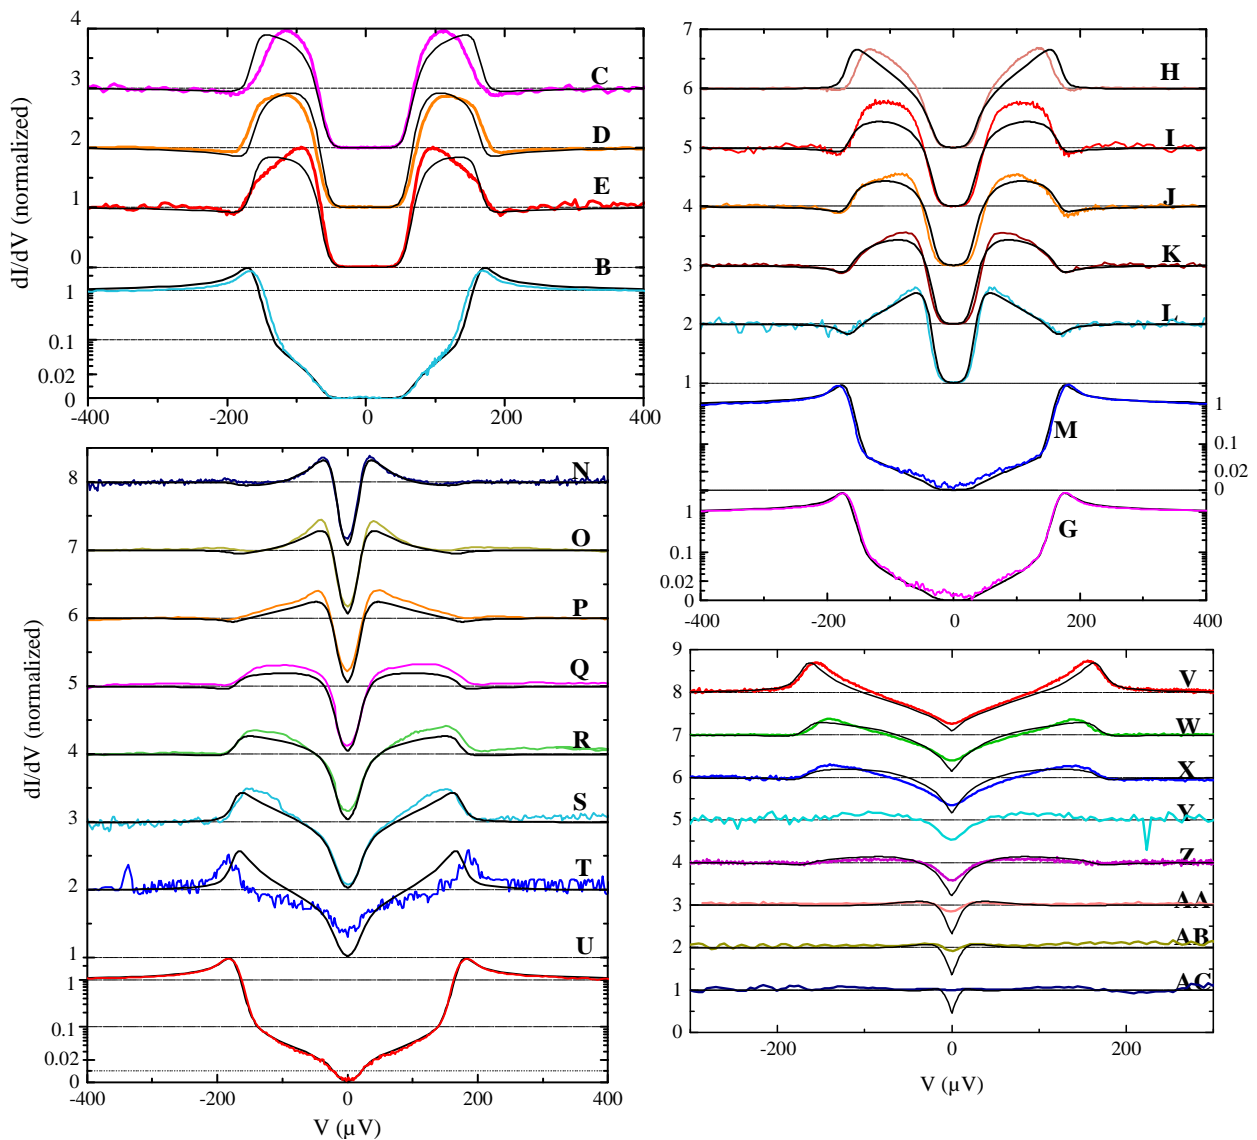 4
3
2
1
0
1
0.1
0.02
0
dI/dV (normalized)
C
D
E
B
-400
-200
0
200
400
7
6
5
4
3
2
1
H
I
J
K
L
M
G
1
0.1
0.02
0
1
0.1
0.02
0
-400
-200
0
200
400
8
7
6
5
4
3
2
1
1
0.1
0.02
0
dI/dV (normalized)
N
O
P
Q
R
S
T
U
-400
-200
0
200
400
V (µV)
9
8
7
6
5
4
3
2
1
0
V
W
X
Y
Z
AA
AB
AC
-200
0
200
V (µV)